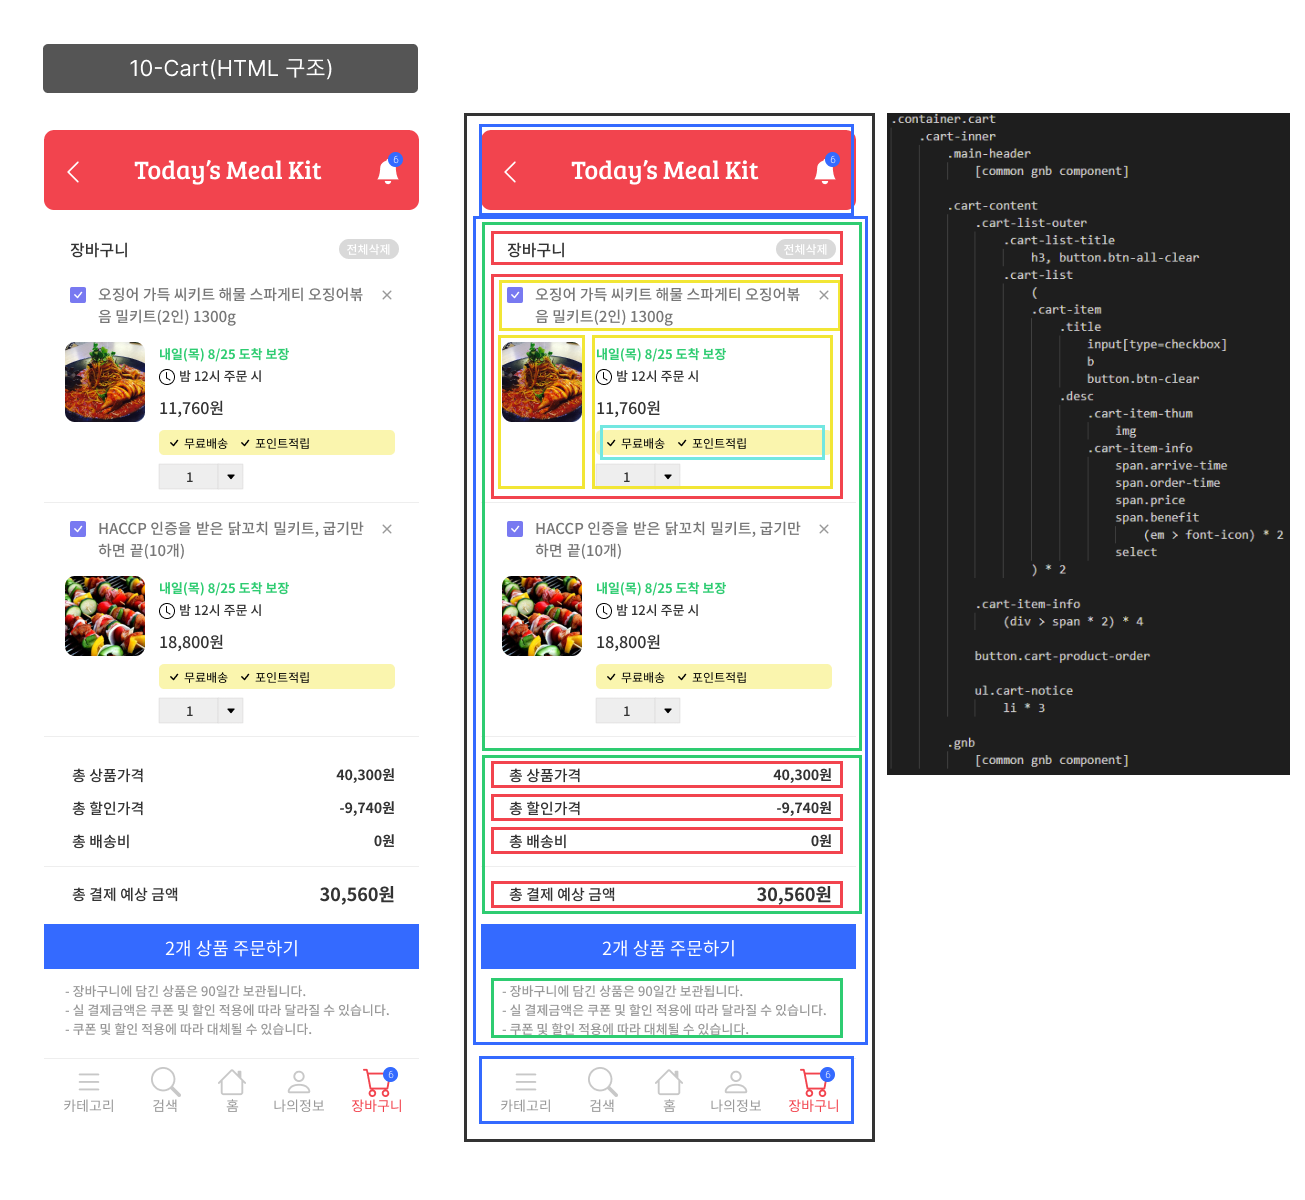 10-Cart(HTML 구조)
Today's Meal Kit
6
장바구니
전체삭제
오징어 가득 씨키트 해물 스파게티 오징어볶
음 밀키트(2인) 1300g
내일(목) 8/25 도착 보장
밤 12시 주문 시
11,760원
무료배송 포인트적립
1
HACCP 인증을 받은 닭꼬치 밀키트, 굽기만
하면 끝(10개)
내일(목) 8/25 도착 보장
밤 12시 주문 시
18,800원
무료배송 포인트적립
1
총 상품가격 40,300원
총 할인가격 -9,740원
총 배송비 0원
총 결제 예상 금액 30,560원
2개 상품 주문하기
- 장바구니에 담긴 상품은 90일간 보관됩니다.
- 실 결제금액은 쿠폰 및 할인 적용에 따라 달라질 수 있습니다.
- 쿠폰 및 할인 적용에 따라 대체될 수 있습니다.
6
카테고리 검색 홈 나의정보 장바구니
Today's Meal Kit
6
장바구니
전체삭제
오징어 가득 씨키트 해물 스파게티 오징어볶
음 밀키트(2인) 1300g
내일(목) 8/25 도착 보장
밤 12시 주문 시
11,760원
무료배송 포인트적립
1
HACCP 인증을 받은 닭꼬치 밀키트, 굽기만
하면 끝(10개)
내일(목) 8/25 도착 보장
밤 12시 주문 시
18,800원
무료배송 포인트적립
1
총 상품가격 40,300원
총 할인가격 -9,740원
총 배송비 0원
총 결제 예상 금액 30,560원
2개 상품 주문하기
- 장바구니에 담긴 상품은 90일간 보관됩니다.
- 실 결제금액은 쿠폰 및 할인 적용에 따라 달라질 수 있습니다.
- 쿠폰 및 할인 적용에 따라 대체될 수 있습니다.
6
카테고리 검색 홈 나의정보 장바구니
.container.cart
.cart-inner
.main-header
[common gnb component]
.cart-content
.cart-list-outer
.cart-list-title
h3, button.btn-all-clear
.cart-list
(
.cart-item
.title
input[type=checkbox]
b
button.btn-clear
.desc
.cart-item-thum
img
.cart-item-info
span.arrive-time
span.order-time
span.price
span.benefit
(em > font-icon) * 2
select
) * 2
.cart-item-info
(div > span * 2) * 4
button.cart-product-order
ul.cart-notice
li * 3
.gnb
[common gnb component]